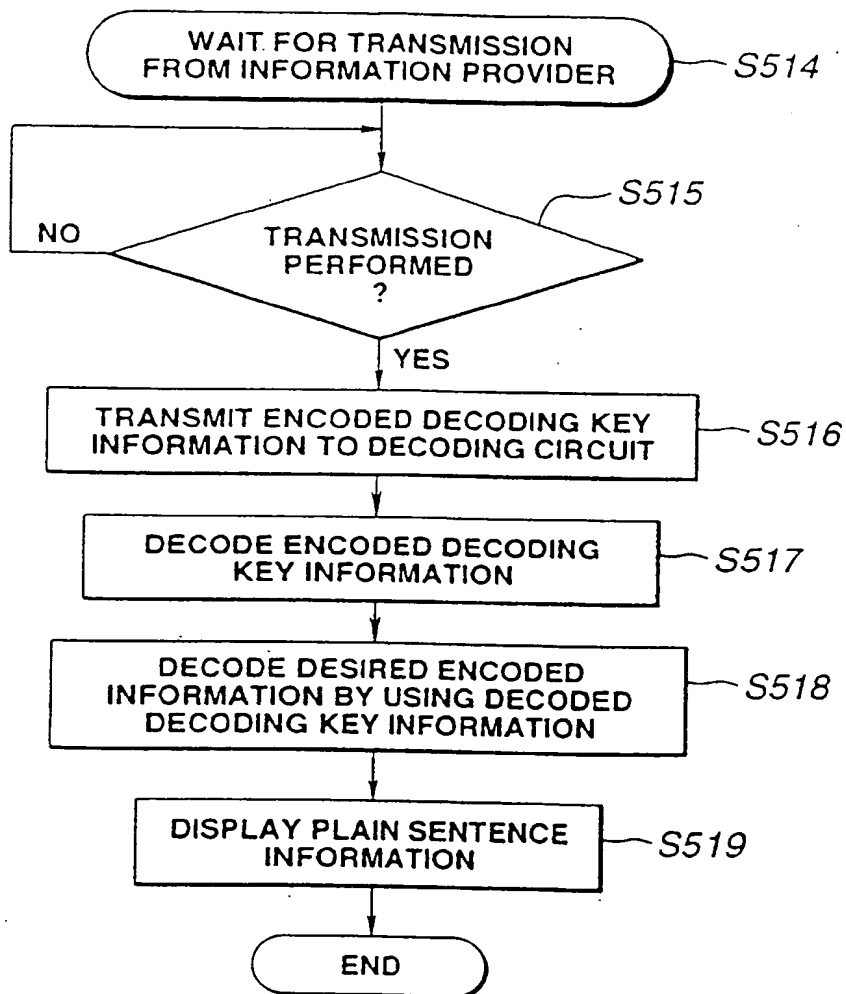 WAIT FOR TRANSMISSION
FROM INFORMATION PROVIDER
S514
S515
TRANSMISSION
PERFORMED
?
NO
YES
TRANSMIT ENCODED DECODING KEY
INFORMATION TO DECODING CIRCUIT
S516
DECODE ENCODED DECODING
KEY INFORMATION
S517
DECODE DESIRED ENCODED
INFORMATION BY USING DECODED
DECODING KEY INFORMATION
S518
DISPLAY PLAIN SENTENCE
INFORMATION
S519
END